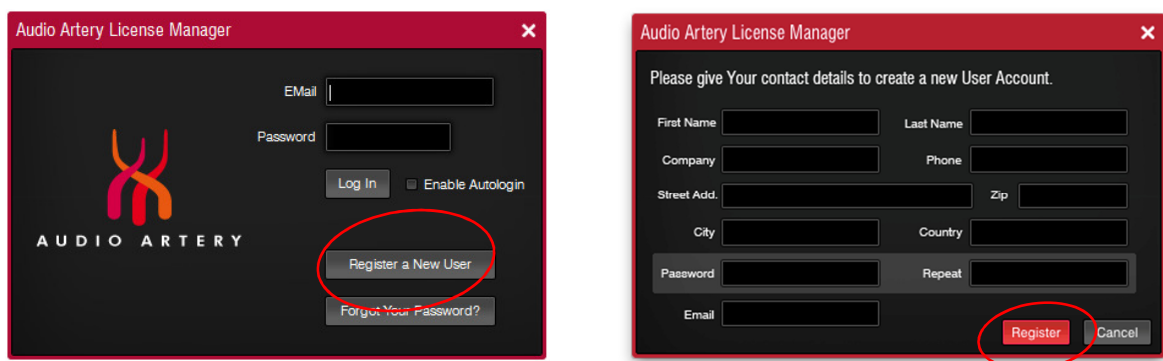 Audio Artery License Manager
EMail
Password
Log In Enable Autologin
AUDIO ARTERY
Register a New User
Forgot Your Password?
Audio Artery License Manager
Please give Your contact details to create a new User Account.
First Name Last Name
Company Phone
Street Add. Zip
City Country
Password Repeat
Email
Register Cancel